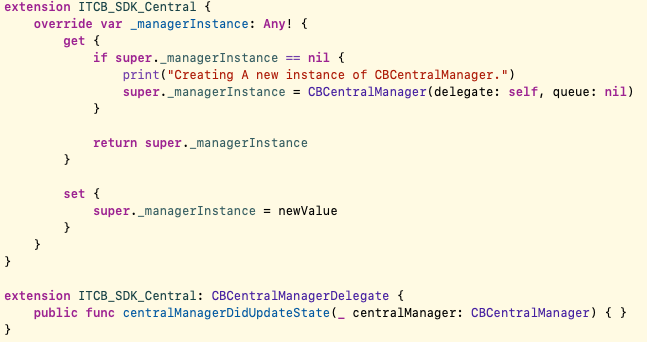 extension ITCB_SDK_Central {
    override var _managerInstance: Any! {
        get {
            if super._managerInstance == nil {
                print("Creating A new instance of CBCentralManager.")
                super._managerInstance = CBCentralManager(delegate: self, queue: nil)
            }

            return super._managerInstance
        }

        set {
            super._managerInstance = newValue
        }
    }
}

extension ITCB_SDK_Central: CBCentralManagerDelegate {
    public func centralManagerDidUpdateState(_ centralManager: CBCentralManager) { }
}